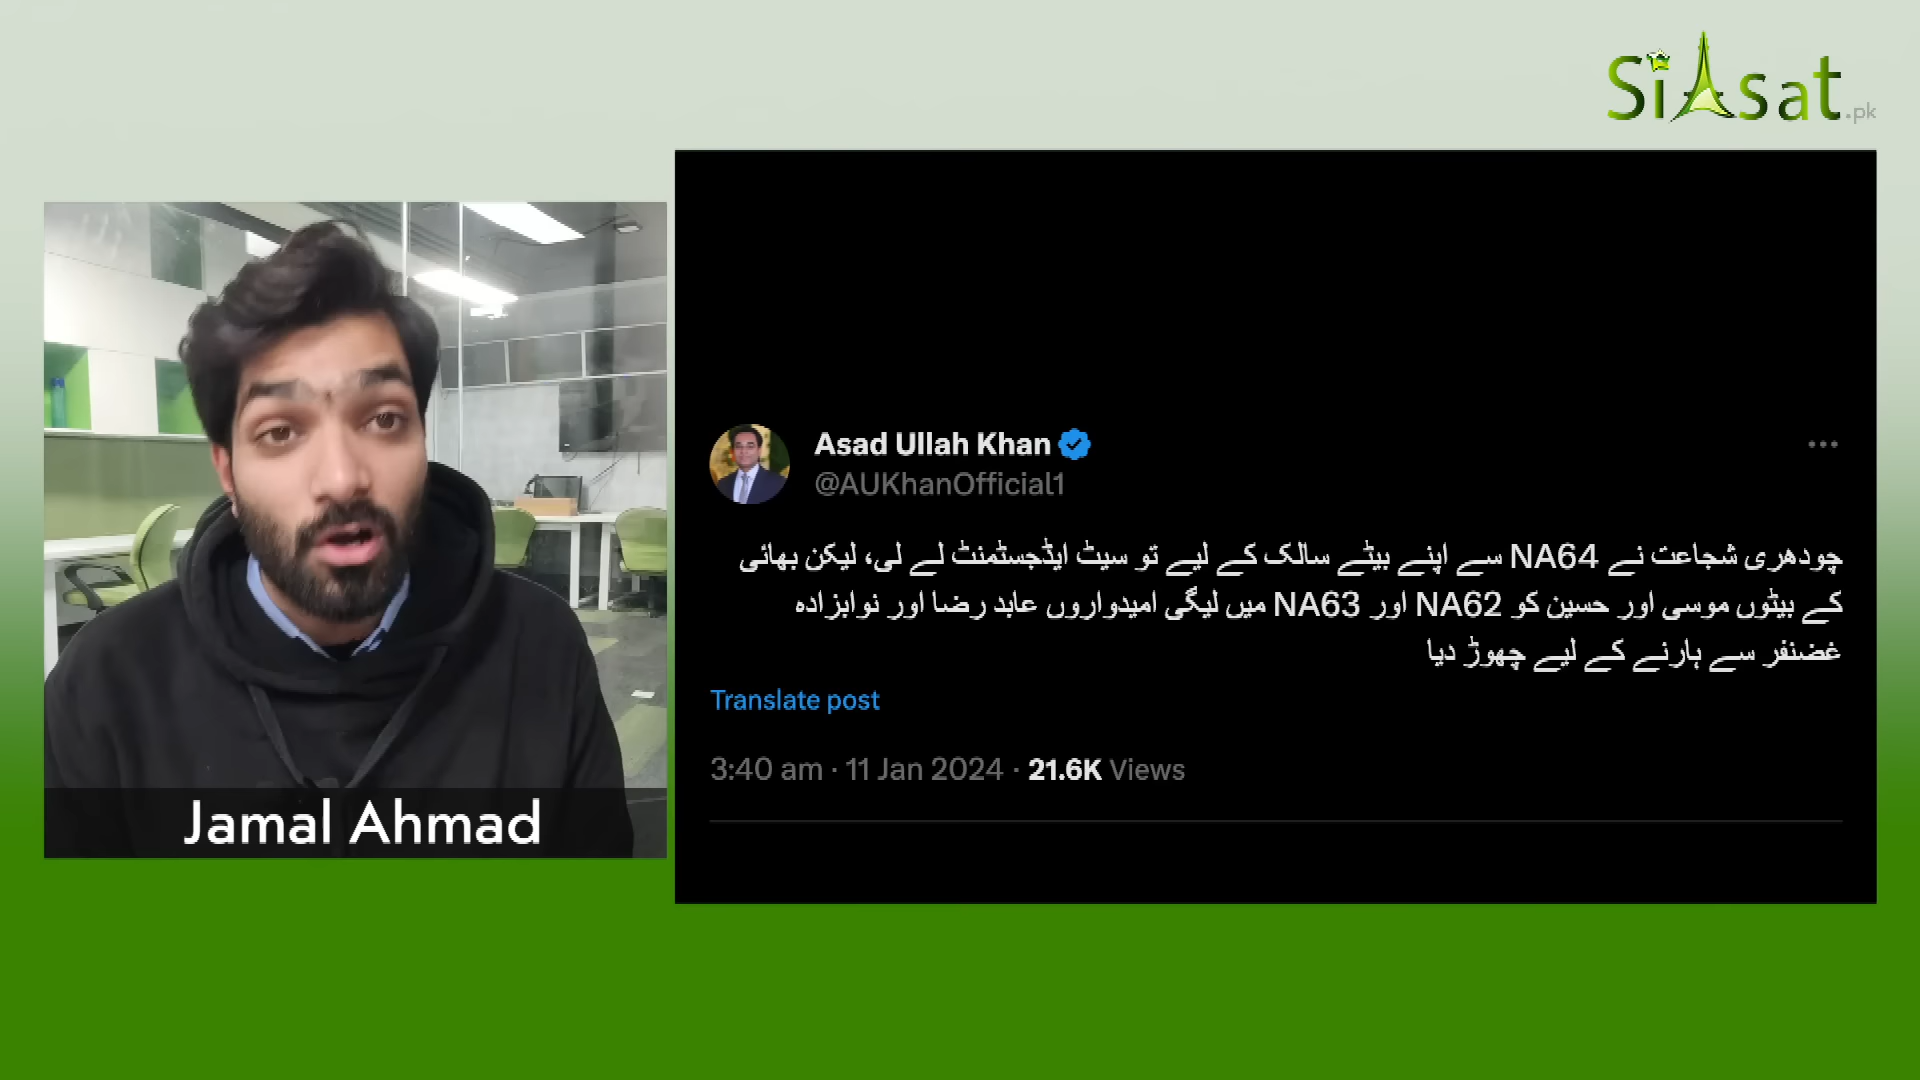 SiAsat.pk
Asad Ullah Khan
@AUKhanOfficial1
چودھری شجاعت نے NA64 سے اپنے بیٹے سالک کے لیے تو سیٹ ایڈجسٹمنٹ لے لی، لیکن بھائی
کے بیٹوں موسی اور حسین کو NA62 اور NA63 میں لیگی امیدواروں عابد رضا اور نوابزادہ
غضنفر سے ہارنے کے لیے چھوڑ دیا
Translate post
3:40 am · 11 Jan 2024 · 21.6K Views
Jamal Ahmad